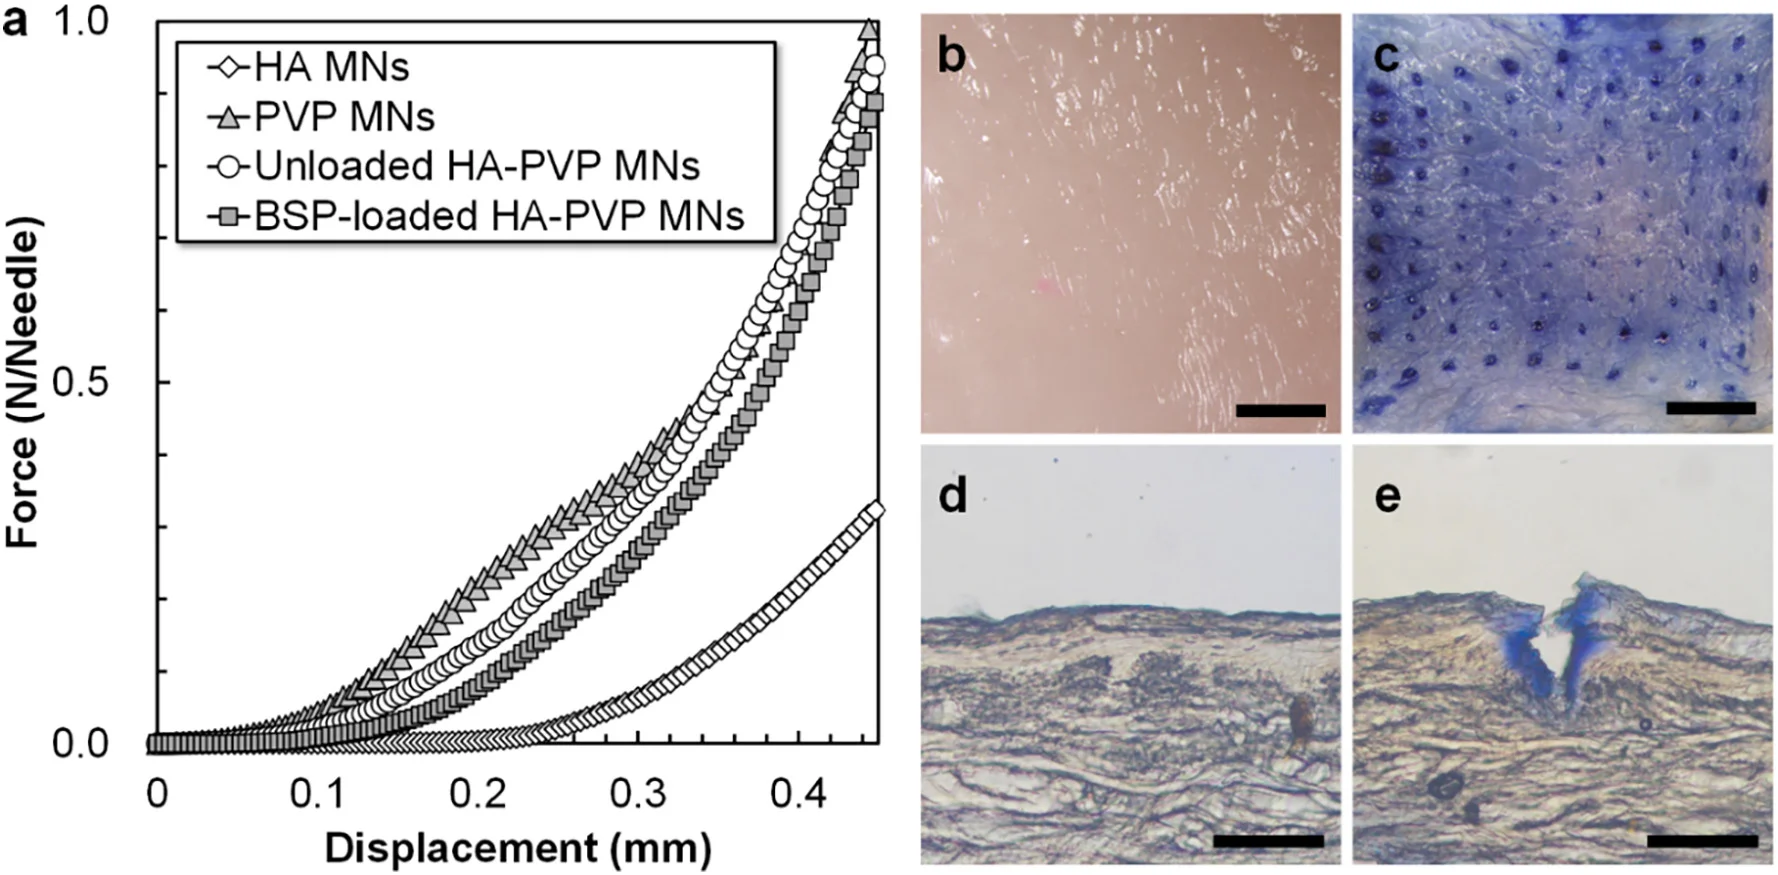 a
1.0
HA MNs
PVP MNs
Unloaded HA-PVP MNs
BSP-loaded HA-PVP MNs
0.5
0.0
Force (N/Needle)
0 0.1 0.2 0.3 0.4
Displacement (mm)
b
c
d
e